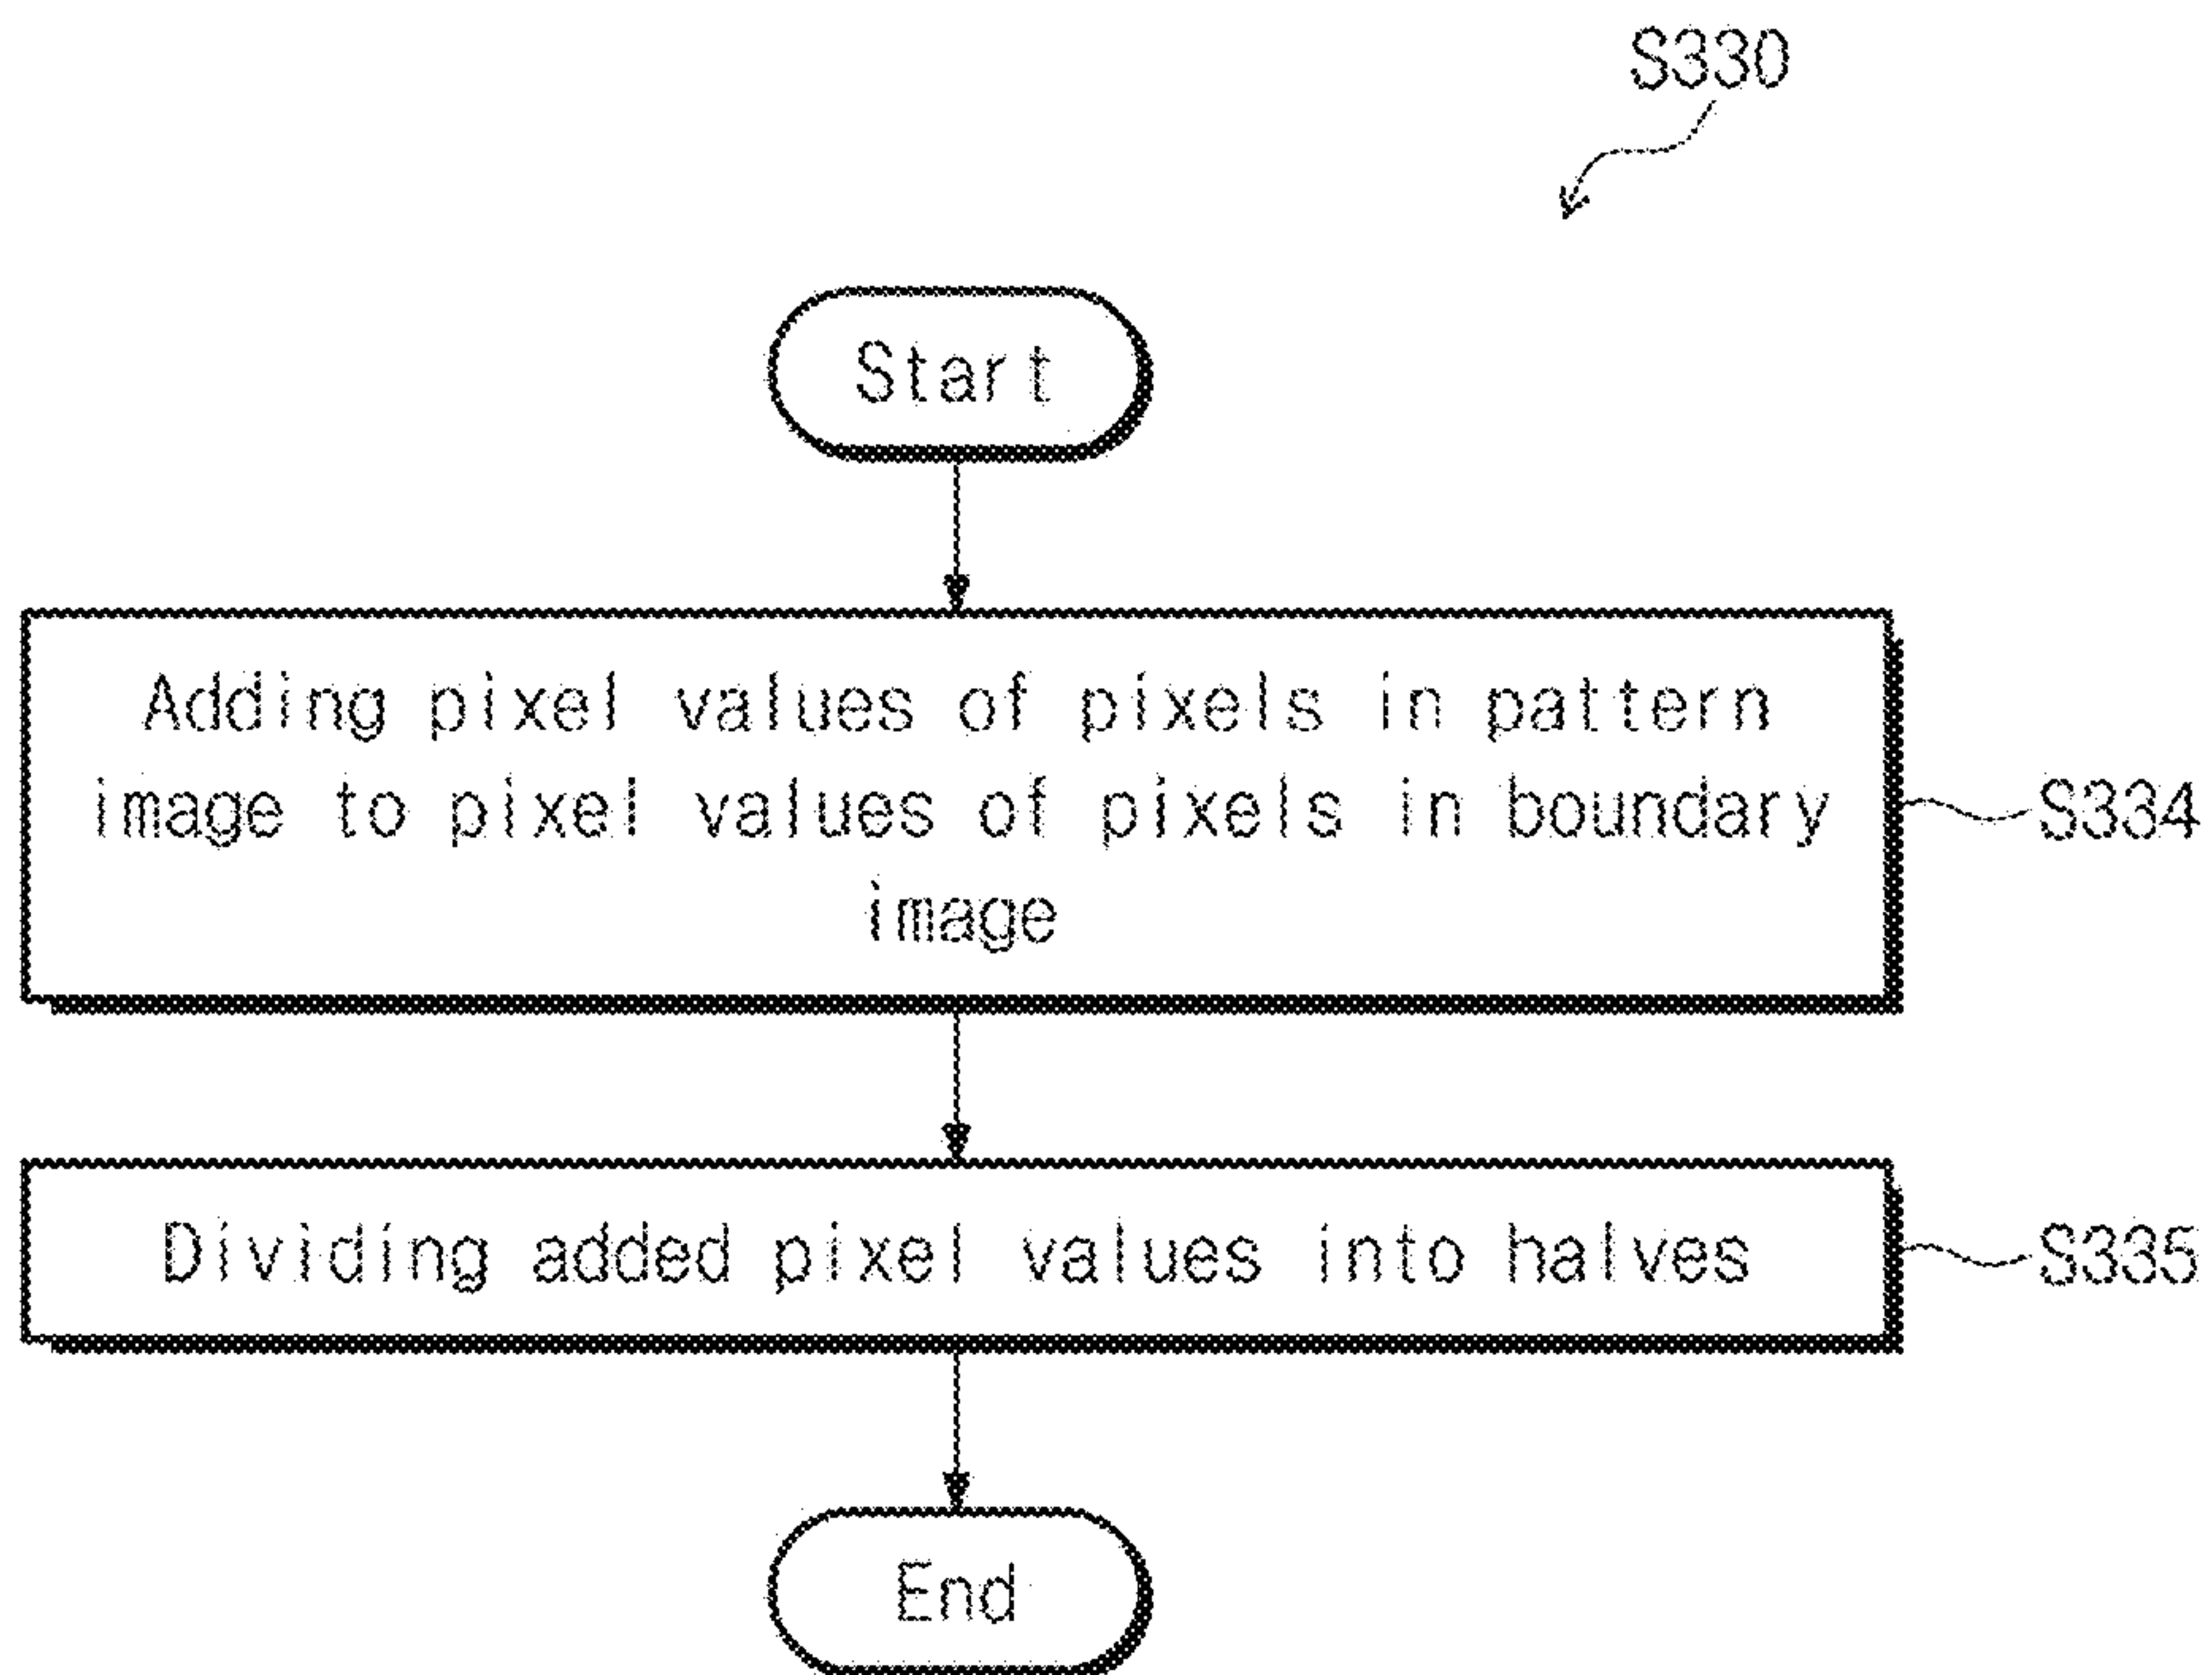 S330
Start
Adding pixel values of pixels in pattern
image to pixel values of pixels in boundary
image
S334
Dividing added pixel values into halves
S335
End